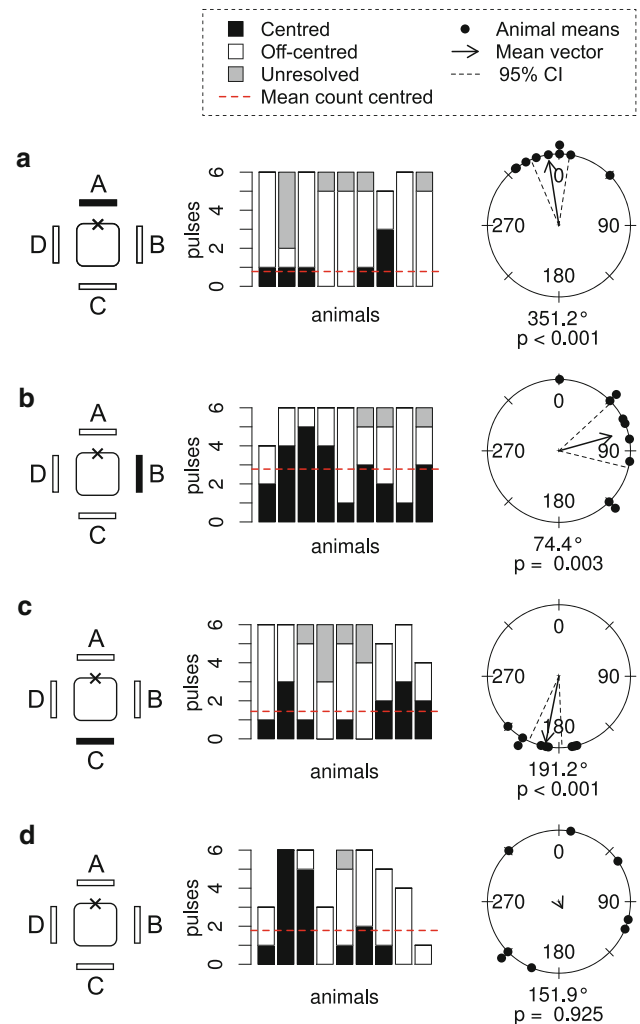 Centred
Off-centred
Unresolved
Mean count centred
Animal means
Mean vector
95% CI
a
A
D B
C
pulses
0 2 4 6
animals
0
270 90
180
351.2°
p < 0.001
b
A
D B
C
pulses
0 2 4 6
animals
0
270 90
180
74.4°
p = 0.003
c
A
D B
C
pulses
0 2 4 6
animals
0
270 90
180
191.2°
p < 0.001
d
A
D B
C
pulses
0 2 4 6
animals
0
270 90
180
151.9°
p = 0.925